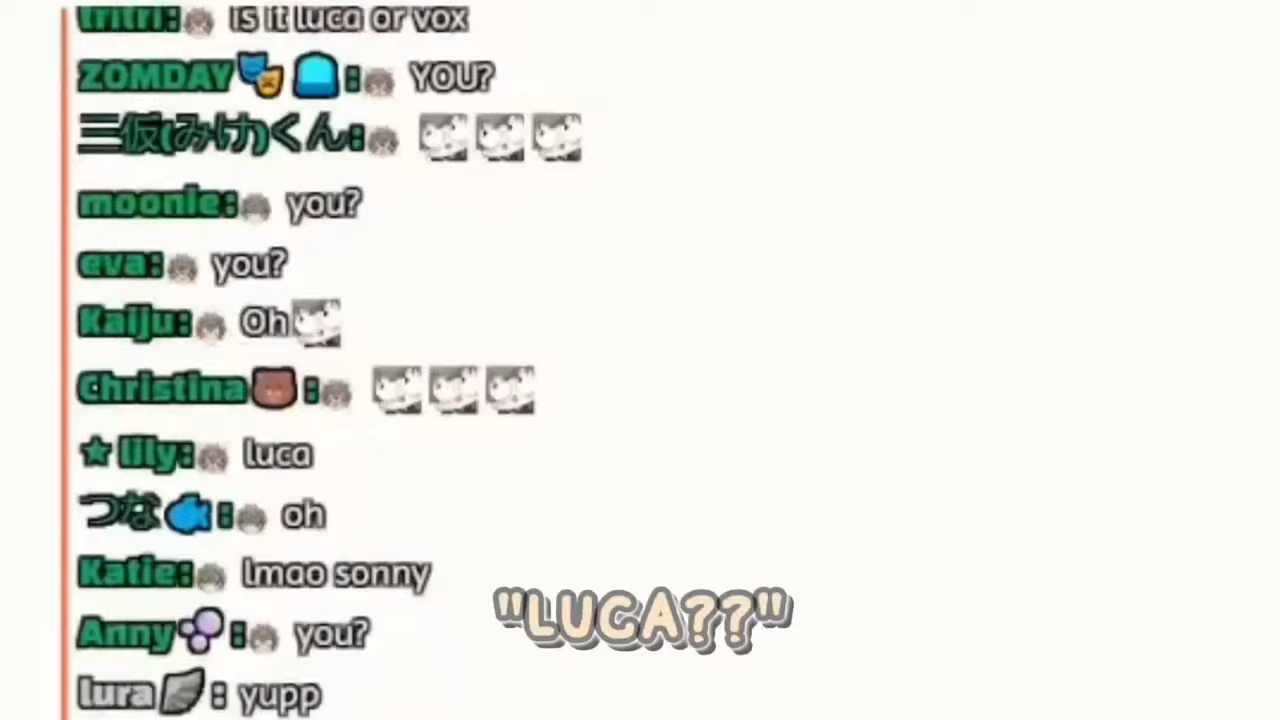 tritri: is it luca or vox
ZOMDAY🎭: YOU?
三仮(みけ)くん:
moonie: you?
eva: you?
Kaiju: Oh
Christina🐻:
★ lily: luca
つな🐟: oh
Katie: lmao sonny
Anny🫧: you?
"LUCA??"
lura: yupp